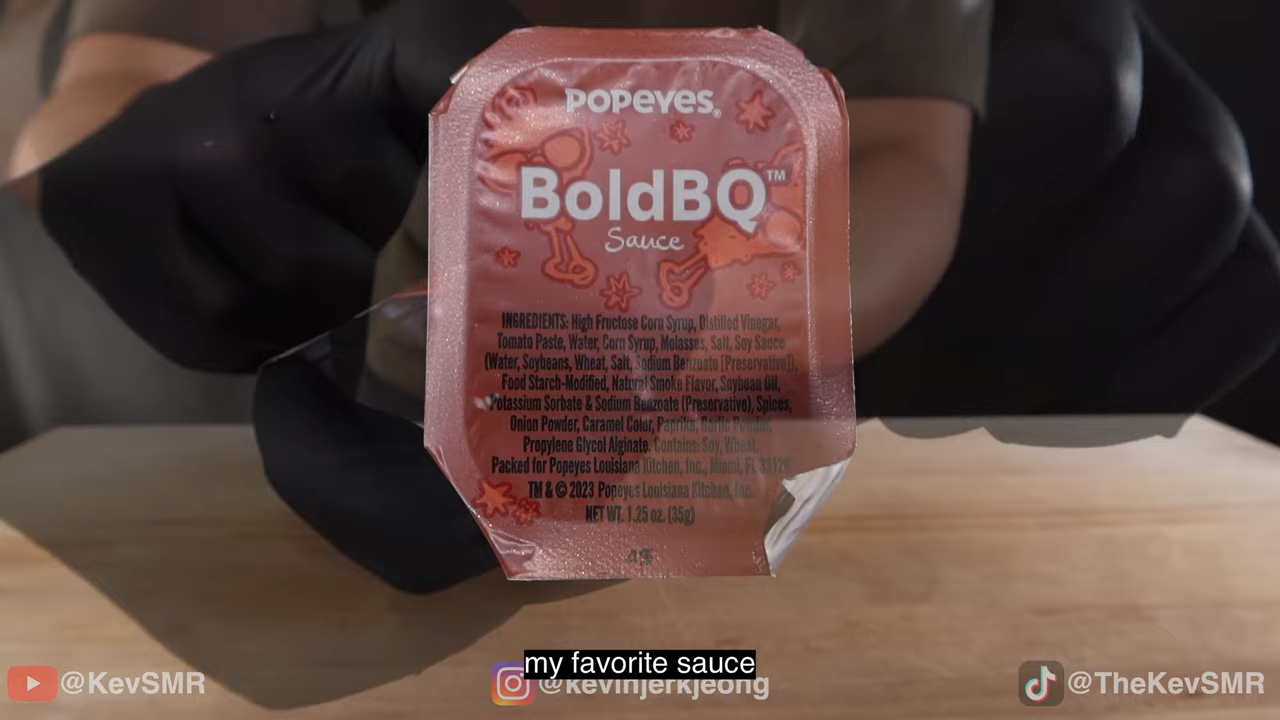 POPEYES®
BoldBQ™
Sauce
INGREDIENTS: High Fructose Corn Syrup, Distilled Vinegar,
Tomato Paste, Water, Corn Syrup, Molasses, Salt, Soy Sauce
(Water, Soybeans, Wheat, Salt, Sodium Benzoate [Preservative]),
Food Starch-Modified, Natural Smoke Flavor, Soybean Oil,
Potassium Sorbate & Sodium Benzoate (Preservative), Spices,
Onion Powder, Caramel Color, Paprika, Garlic Powder,
Propylene Glycol Alginate. Contains: Soy, Wheat.
Packed for Popeyes Louisiana Kitchen, Inc., Miami, FL 33126
TM & © 2023 Popeyes Louisiana Kitchen, Inc.
NET WT. 1.25 oz. (35g)
my favorite sauce
@KevSMR
@kevinjerkjeong
@TheKevSMR